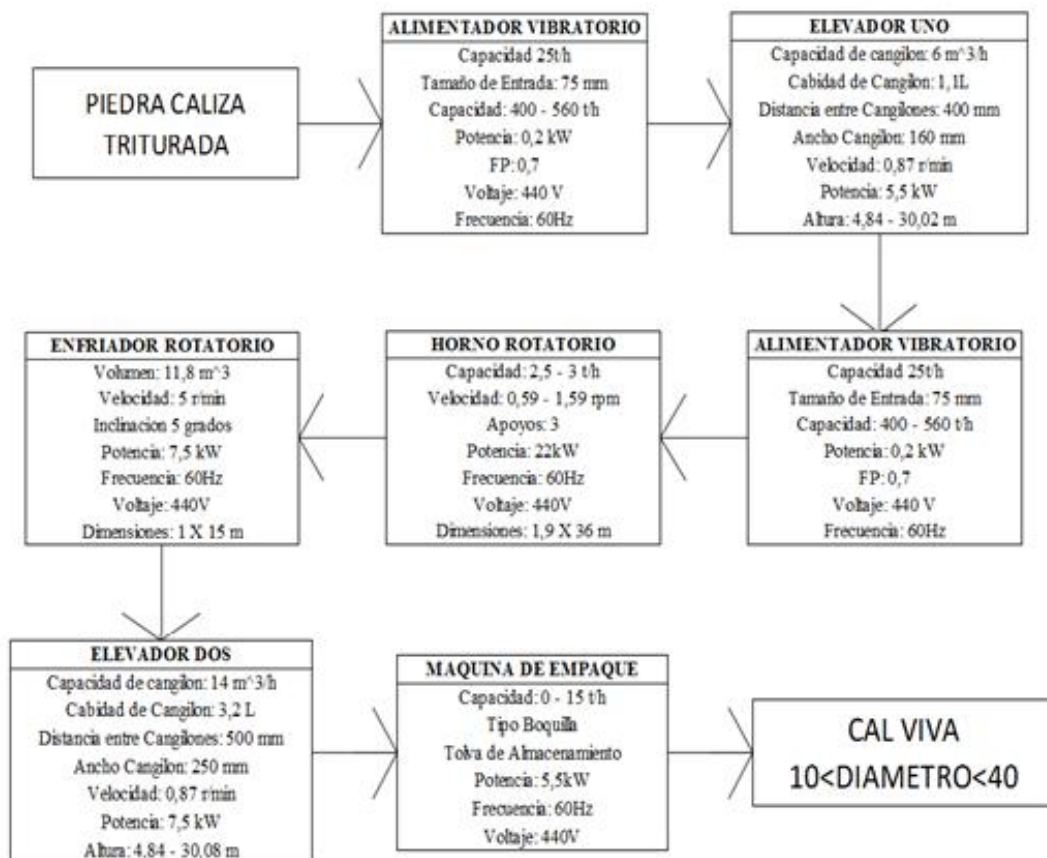 PIEDRA CALIZA
TRITURADA
ALIMENTADOR VIBRATORIO
Capacidad 25t/h
Tamaño de Entrada: 75 mm
Capacidad: 400 - 560 t/h
Potencia: 0,2 kW
FP: 0,7
Voltaje: 440 V
Frecuencia: 60Hz
ELEVADOR UNO
Capacidad de cangilon: 6 m^3/h
Cabidad de Cangilon: 1,1L
Distancia entre Cangilones: 400 mm
Ancho Cangilon: 160 mm
Velocidad: 0,87 r/min
Potencia: 5,5 kW
Altura: 4,84 - 30,02 m
ALIMENTADOR VIBRATORIO
Capacidad 25t/h
Tamaño de Entrada: 75 mm
Capacidad: 400 - 560 t/h
Potencia: 0,2 kW
FP: 0,7
Voltaje: 440 V
Frecuencia: 60Hz
HORNO ROTATORIO
Capacidad: 2,5 - 3 t/h
Velocidad: 0,59 - 1,59 rpm
Apoyos: 3
Potencia: 22kW
Frecuencia: 60Hz
Voltaje: 440V
Dimensiones: 1,9 X 36 m
ENFRIADOR ROTATORIO
Volumen: 11,8 m^3
Velocidad: 5 r/min
Inclinacion 5 grados
Potencia: 7,5 kW
Frecuencia: 60Hz
Voltaje: 440V
Dimensiones: 1 X 15 m
ELEVADOR DOS
Capacidad de cangilon: 14 m^3/h
Cabidad de Cangilon: 3,2 L
Distancia entre Cangilones: 500 mm
Ancho Cangilon: 250 mm
Velocidad: 0,87 r/min
Potencia: 7,5 kW
Altura: 4,84 - 30,08 m
MAQUINA DE EMPAQUE
Capacidad: 0 - 15 t/h
Tipo Boquilla
Tolva de Almacenamiento
Potencia: 5,5kW
Frecuencia: 60Hz
Voltaje: 440V
CAL VIVA
10<DIAMETRO<40